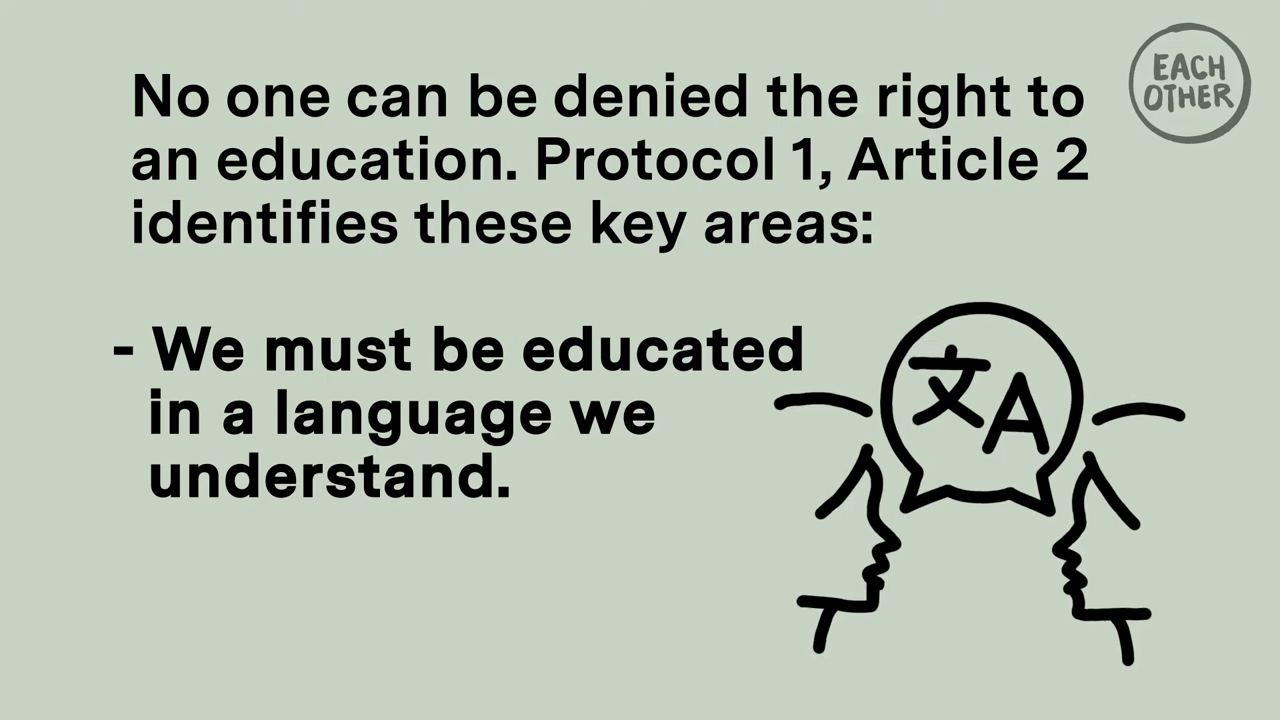 No one can be denied the right to
an education. Protocol 1, Article 2
identifies these key areas:
- We must be educated
in a language we
understand.
EACH
OTHER
文A